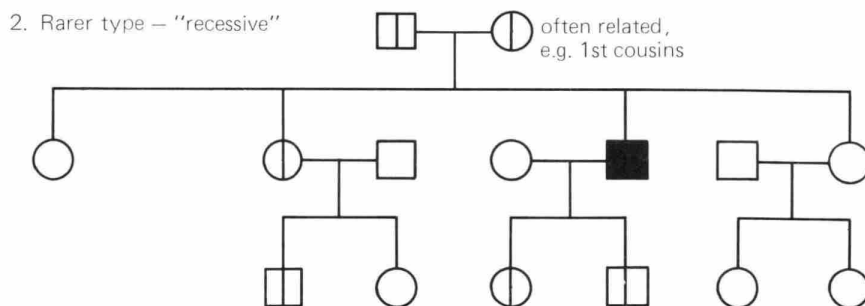 2. Rarer type – "recessive"
often related,
e.g. 1st cousins